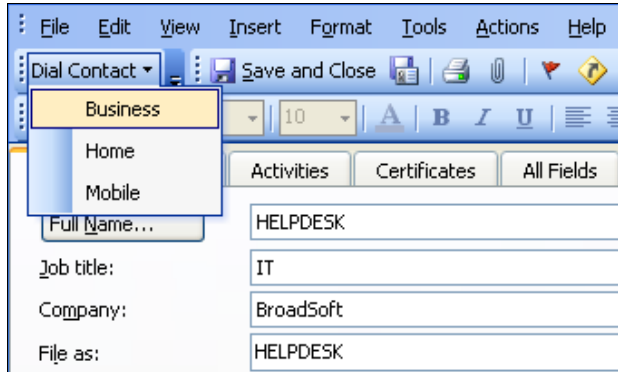 File Edit View Insert Format Tools Actions Help
Dial Contact Save and Close
Business 10 A B I U
Home Activities Certificates All Fields
Mobile
Full Name... HELPDESK
Job title: IT
Company: BroadSoft
File as: HELPDESK